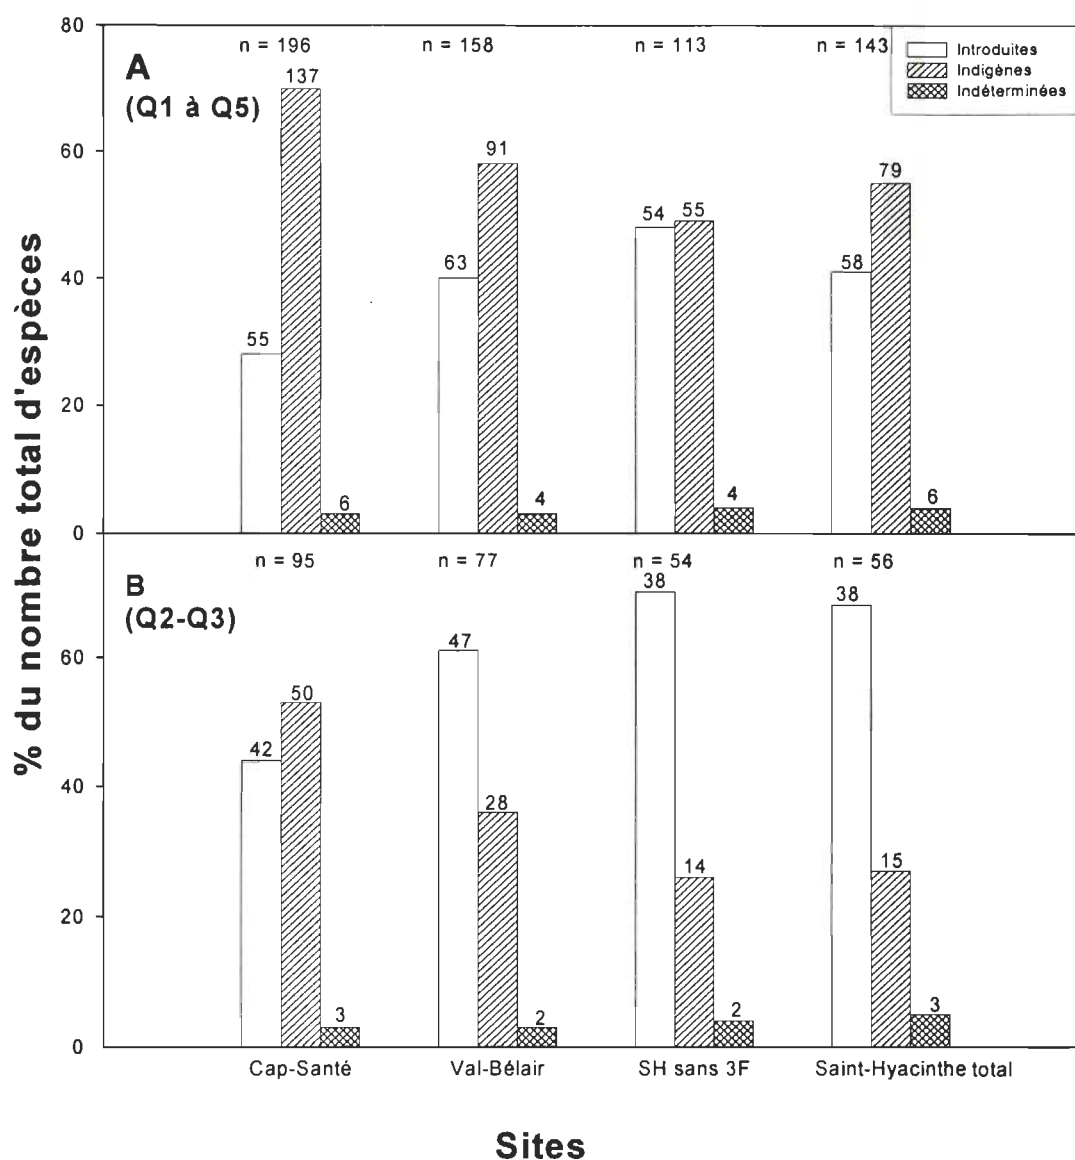 80
n = 196
n = 158
n = 113
n = 143
Introduites
Indigènes
Indéterminées
A
(Q1 à Q5)
137
91
79
63
54
55
58
55
60
40
20
0
6
4
4
6
% du nombre total d'espèces
n = 95
n = 77
n = 54
n = 56
B
(Q2-Q3)
38
38
47
50
42
28
14
15
60
40
20
0
3
2
2
3
Cap-Santé
Val-Bélair
SH sans 3F
Saint-Hyacinthe total
Sites